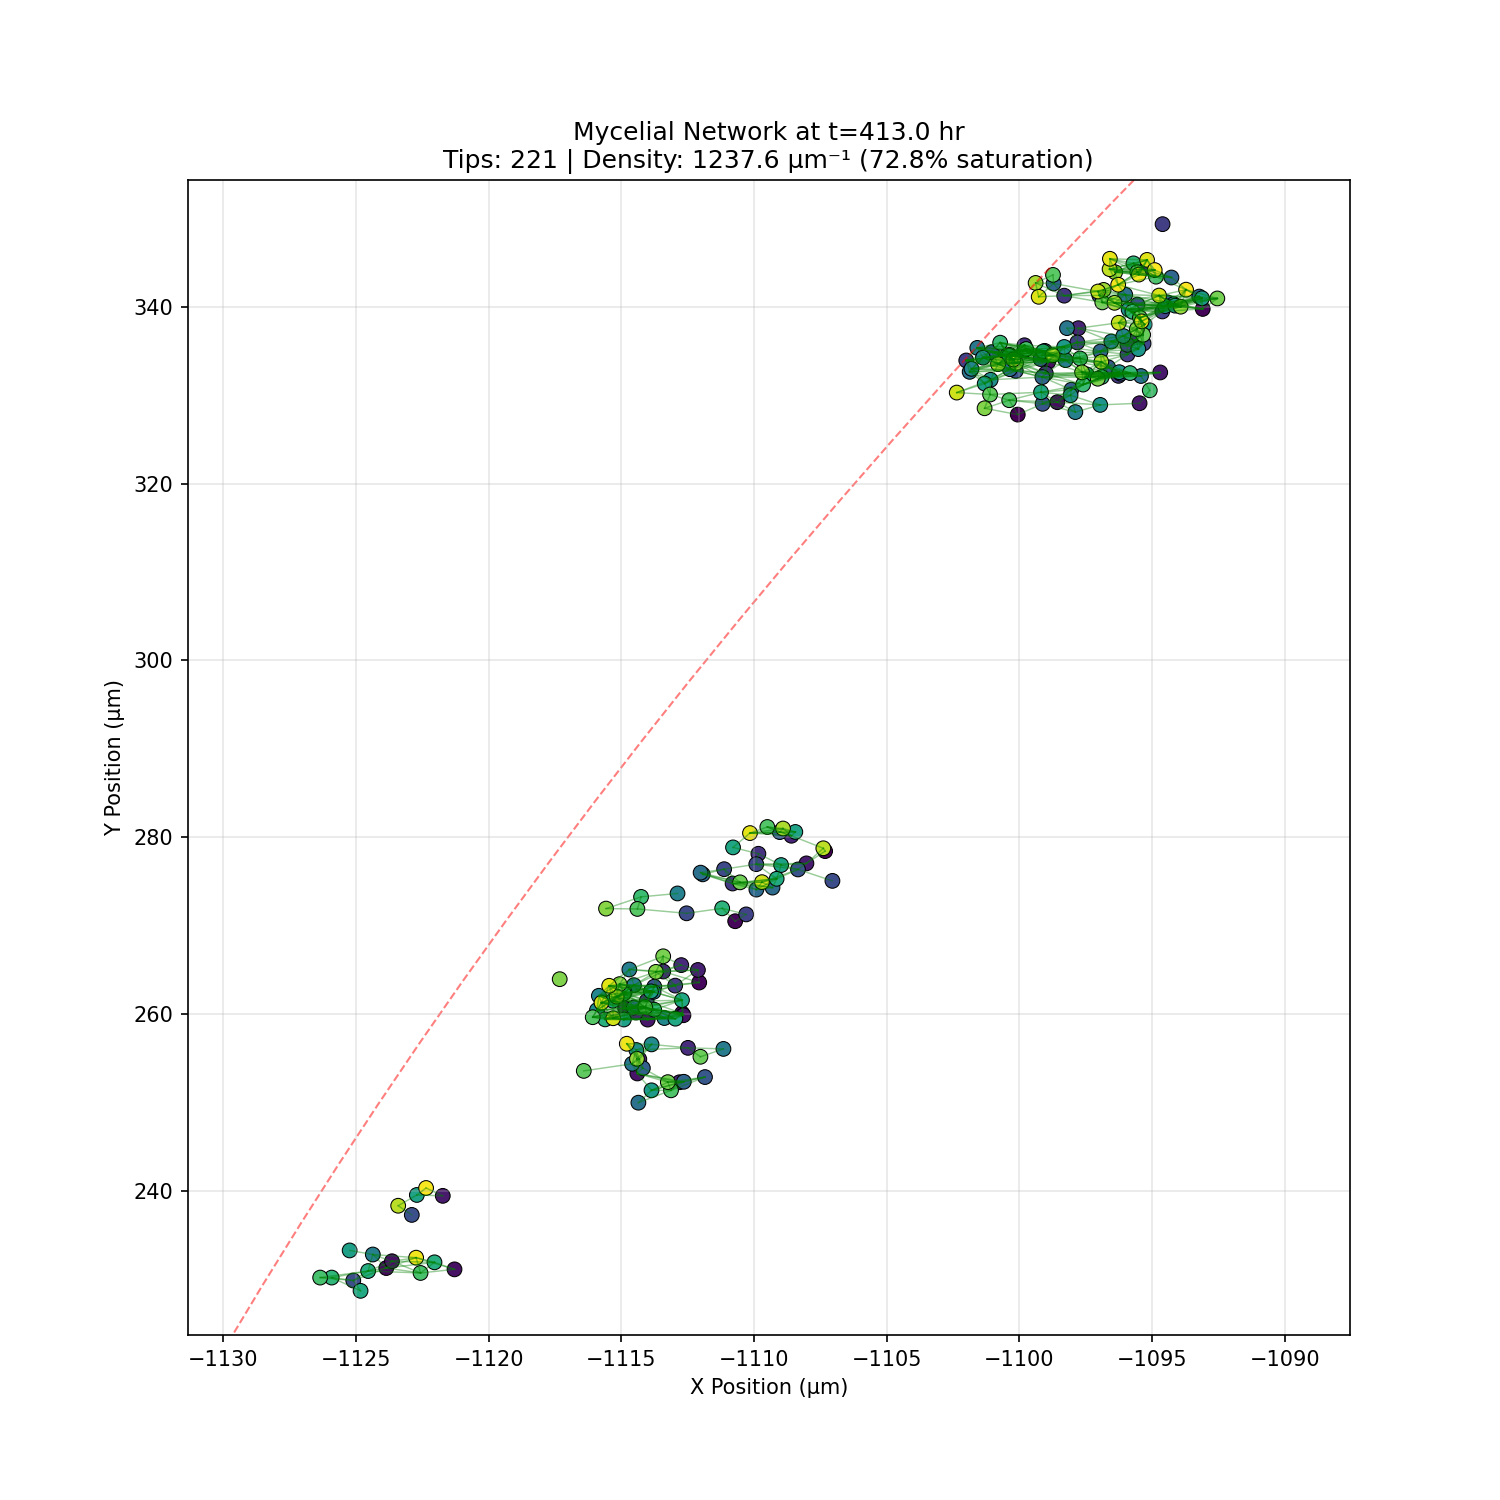 Mycelial Network at t=413.0 hr
Tips: 221 | Density: 1237.6 µm⁻¹ (72.8% saturation)
340
320
300
280
260
240
Y Position (µm)
−1130 −1125 −1120 −1115 −1110 −1105 −1100 −1095 −1090
X Position (µm)